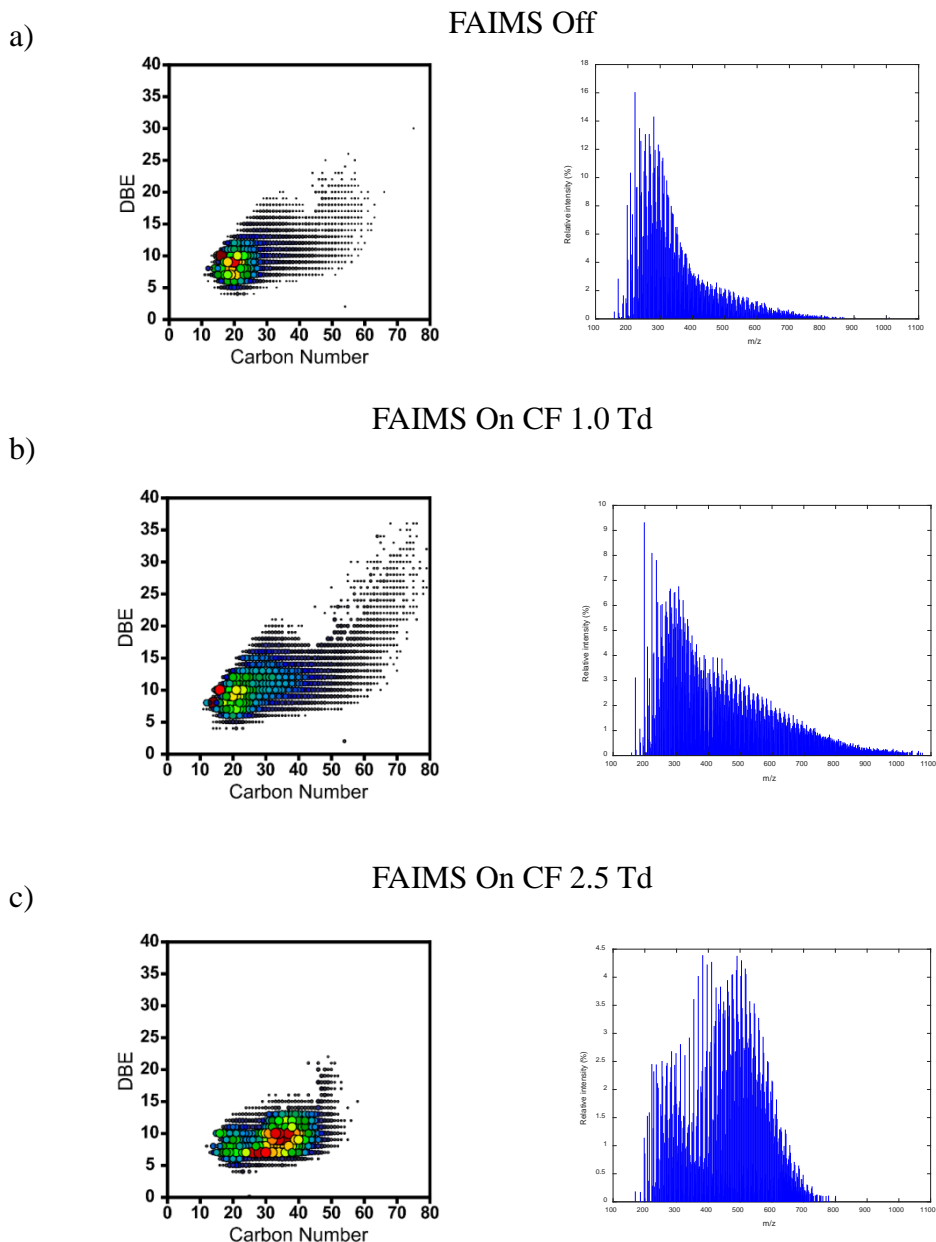 a)
FAIMS Off
40
35
30
25
20
15
10
5
0
DBE
0 10 20 30 40 50 60 70 80
Carbon Number
18
16
14
12
10
8
6
4
2
0
Relative intensity (%)
100 200 300 400 500 600 700 800 900 1100
m/z
b)
FAIMS On CF 1.0 Td
40
35
30
25
20
15
10
5
0
DBE
0 10 20 30 40 50 60 70 80
Carbon Number
10
9
8
7
6
5
4
3
2
1
0
Relative intensity (%)
100 200 300 400 500 600 700 800 900 1000 1100
m/z
c)
FAIMS On CF 2.5 Td
40
35
30
25
20
15
10
5
0
DBE
0 10 20 30 40 50 60 70 80
Carbon Number
4.5
4
3.5
3
2.5
2
1.5
1
0.5
0
Relative intensity (%)
100 200 300 400 500 600 700 800 900 1000 1100
m/z